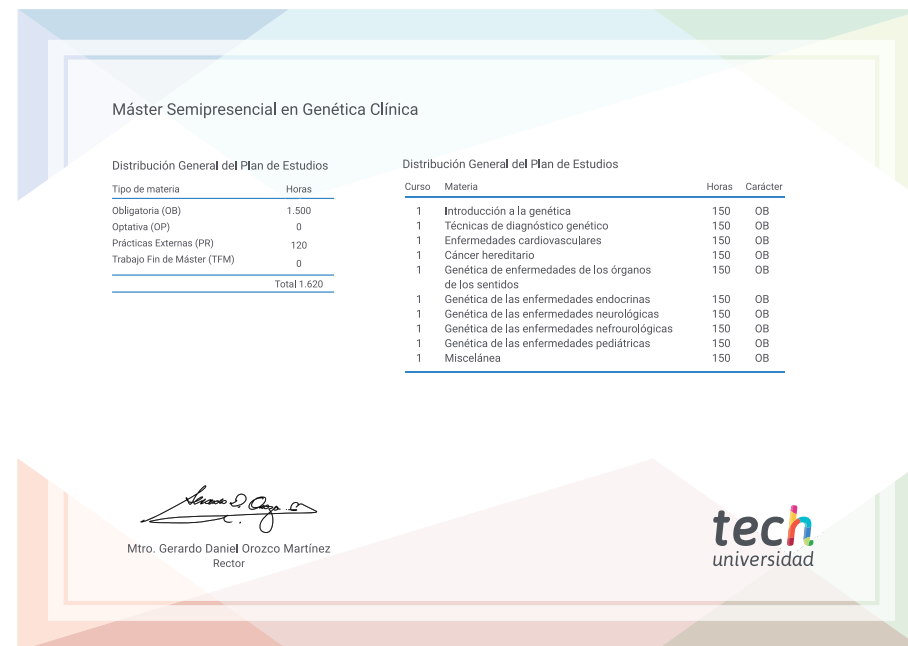 Máster Semipresencial en Genética Clínica
Distribución General del Plan de Estudios
Tipo de materia Horas
Obligatoria (OB) 1.500
Optativa (OP) 0
Prácticas Externas (PR) 120
Trabajo Fin de Máster (TFM) 0
Total 1.620
Distribución General del Plan de Estudios
Curso Materia Horas Carácter
1 Introducción a la genética 150 OB
1 Técnicas de diagnóstico genético 150 OB
1 Enfermedades cardiovasculares 150 OB
1 Cáncer hereditario 150 OB
1 Genética de enfermedades de los órganos 150 OB
de los sentidos
1 Genética de las enfermedades endocrinas 150 OB
1 Genética de las enfermedades neurológicas 150 OB
1 Genética de las enfermedades nefrourológicas 150 OB
1 Genética de las enfermedades pediátricas 150 OB
1 Miscelánea 150 OB
Mtro. Gerardo Daniel Orozco Martínez
Rector
tech
universidad